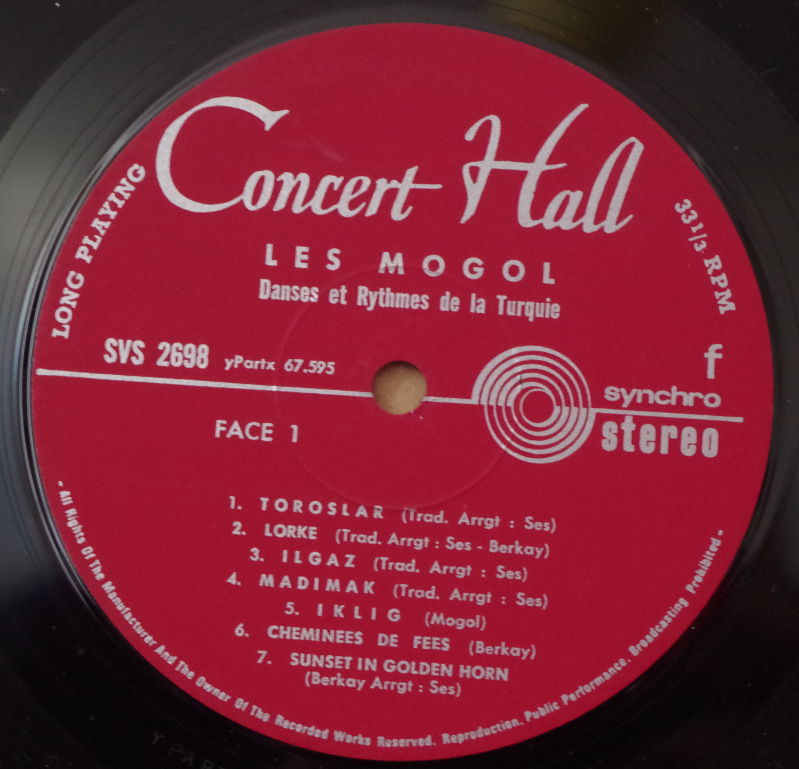 Concert Hall
LONG PLAYING
33 1/3 RPM
LES MOGOL
Danses et Rythmes de la Turquie
SVS 2698 yPartx 67.595
f
synchro
stereo
FACE 1
1. TOROSLAR (Trad. Arrgt : Ses)
2. LORKE (Trad. Arrgt : Ses - Berkay)
3. ILGAZ (Trad. Arrgt : Ses)
4. MADIMAK (Trad. Arrgt : Ses)
5. IKLIG (Mogol)
6. CHEMINEES DE FEES (Berkay)
7. SUNSET IN GOLDEN HORN
(Berkay Arrgt : Ses)
- All Rights Of The Manufacturer And The Owner Of The Recorded Works Reserved. Reproduction. Public Performance. Broadcasting Prohibited -